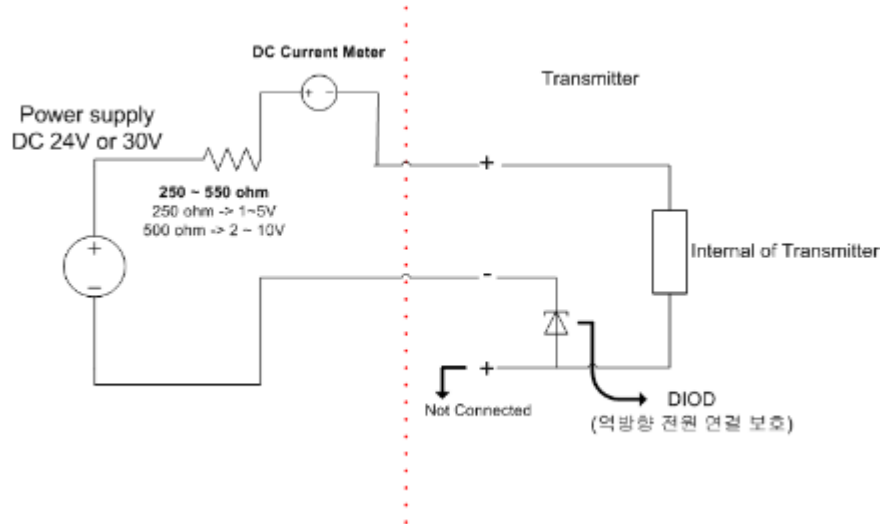 DC Current Meter
Transmitter
Power supply
DC 24V or 30V
+ −
+
250 ~ 550 ohm
250 ohm -> 1~5V
500 ohm -> 2 ~ 10V
+
−
Internal of Transmitter
-
+
Not Connected
DIOD
(역방향 전원 연결 보호)